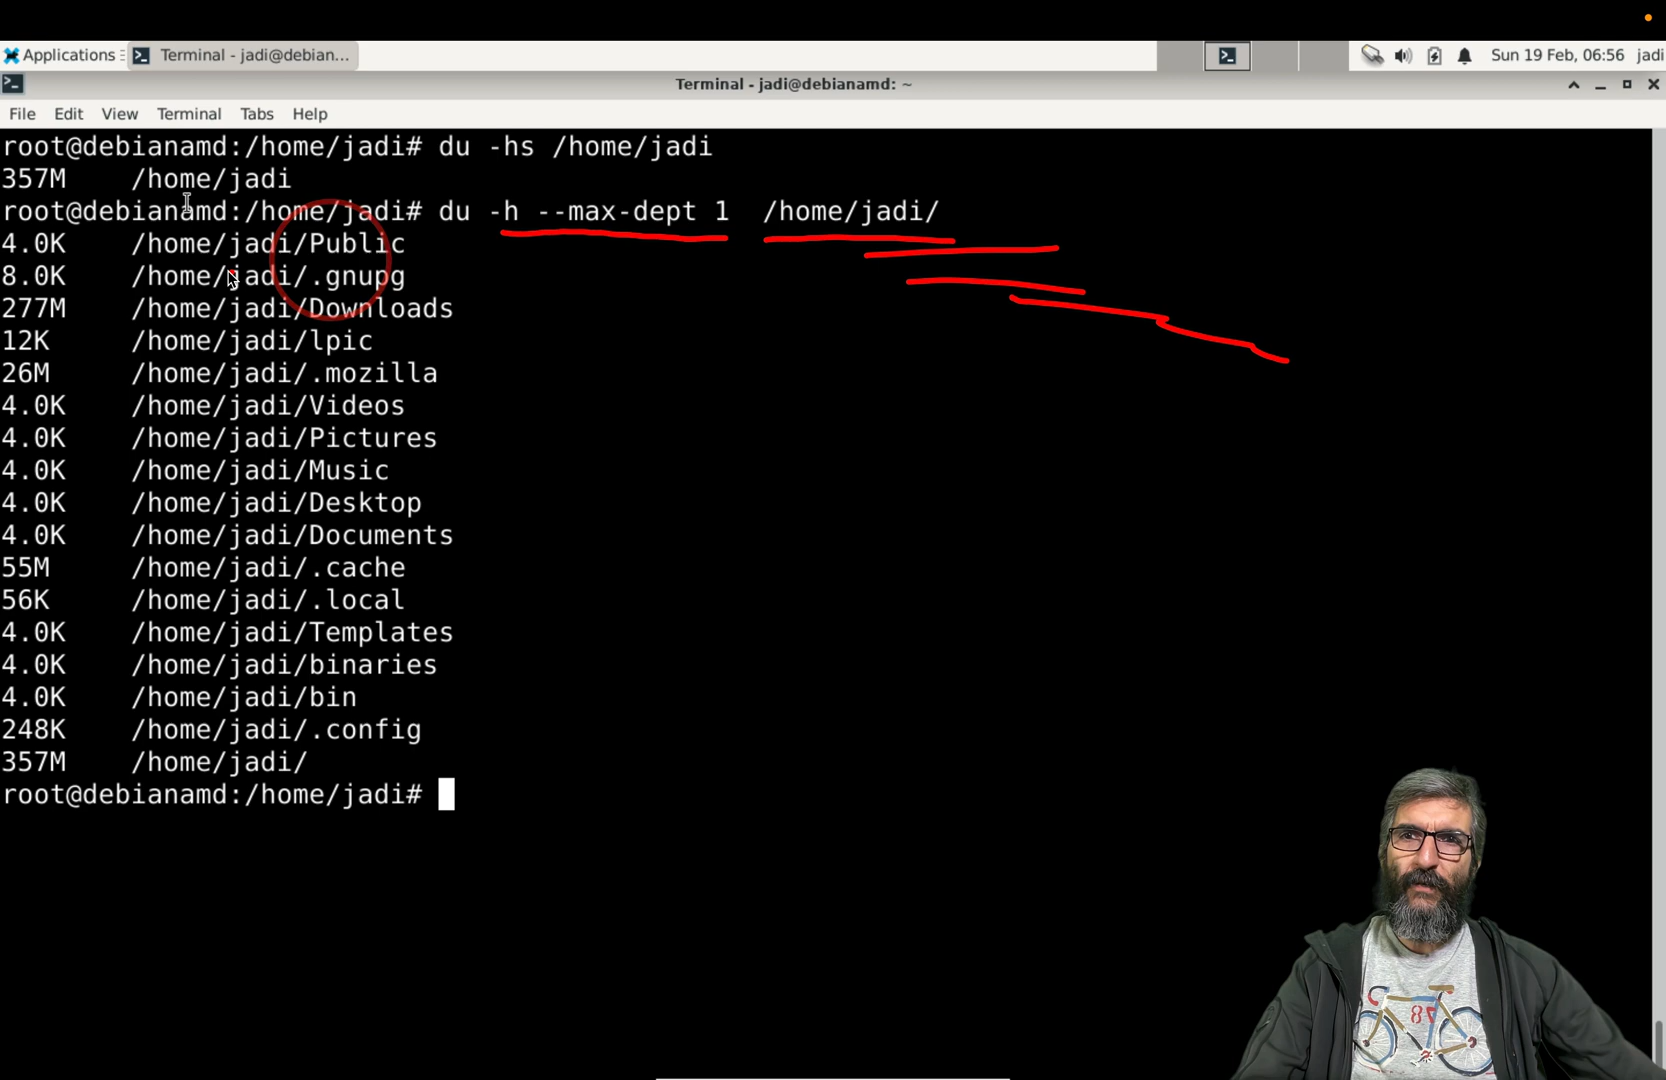 Applications
Terminal - jadi@debian...
Sun 19 Feb, 06:56 jadi
Terminal - jadi@debianamd: ~
File Edit View Terminal Tabs Help
root@debianamd:/home/jadi# du -hs /home/jadi
357M /home/jadi
root@debianamd:/home/jadi# du -h --max-dept 1  /home/jadi/
4.0K /home/jadi/Public
8.0K /home/jadi/.gnupg
277M /home/jadi/Downloads
12K /home/jadi/lpic
26M /home/jadi/.mozilla
4.0K /home/jadi/Videos
4.0K /home/jadi/Pictures
4.0K /home/jadi/Music
4.0K /home/jadi/Desktop
4.0K /home/jadi/Documents
55M /home/jadi/.cache
56K /home/jadi/.local
4.0K /home/jadi/Templates
4.0K /home/jadi/binaries
4.0K /home/jadi/bin
248K /home/jadi/.config
357M /home/jadi/
root@debianamd:/home/jadi#